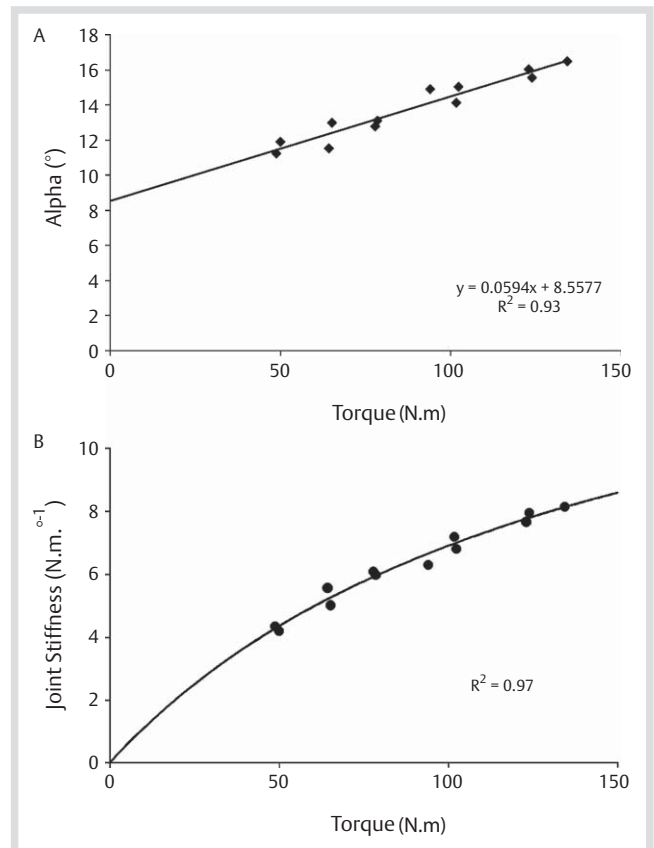 A
18
16
14
12
10
8
6
4
2
0
Alpha (°)
y = 0.0594x + 8.5577
R² = 0.93
0 50 100 150
Torque (N.m)
B
10
8
6
4
2
0
Joint Stiffness (N.m.°⁻¹)
R² = 0.97
0 50 100 150
Torque (N.m)